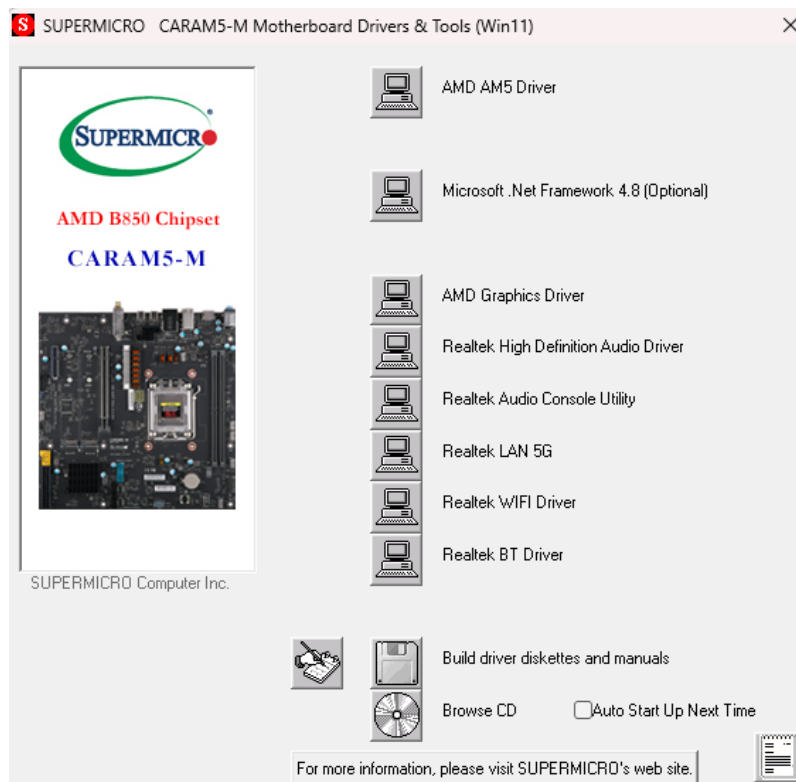 S SUPERMICRO CARAM5-M Motherboard Drivers & Tools (Win11)
SUPERMICRO
AMD B850 Chipset
CARAM5-M
SUPERMICRO Computer Inc.
AMD AM5 Driver
Microsoft .Net Framework 4.8 (Optional)
AMD Graphics Driver
Realtek High Definition Audio Driver
Realtek Audio Console Utility
Realtek LAN 5G
Realtek WIFI Driver
Realtek BT Driver
Build driver diskettes and manuals
Browse CD
Auto Start Up Next Time
For more information, please visit SUPERMICRO's web site.